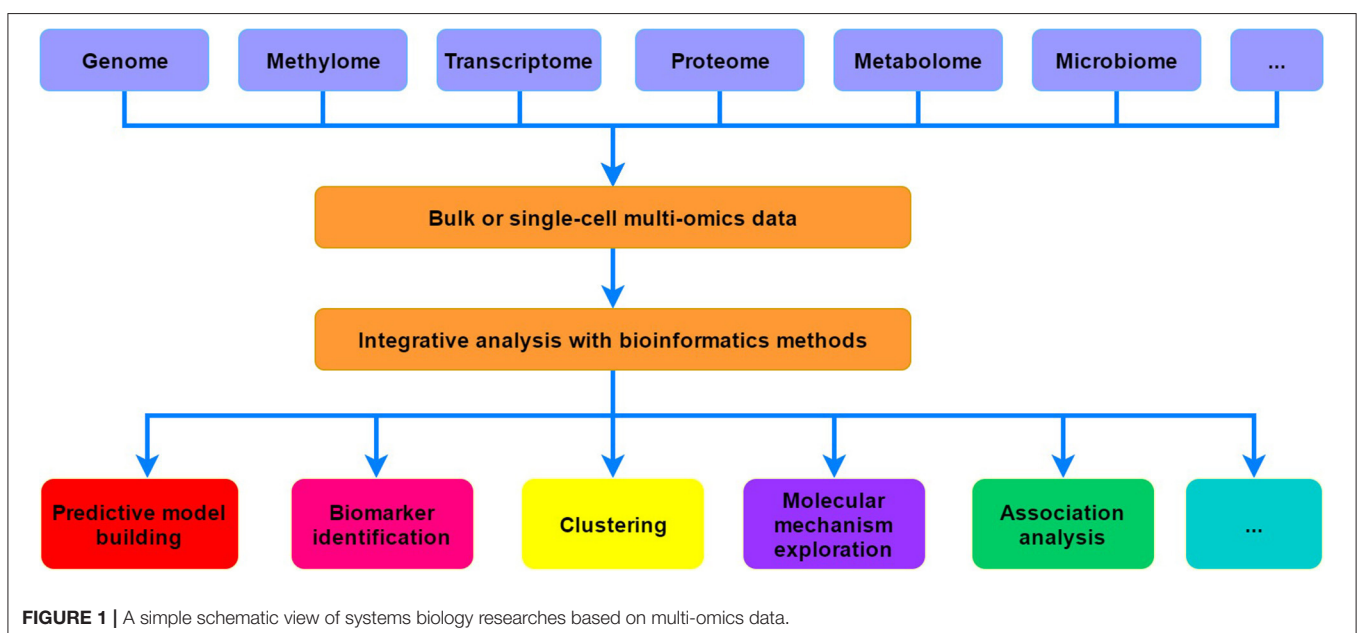 Genome
Methylome
Transcriptome
Proteome
Metabolome
Microbiome
...
Bulk or single-cell multi-omics data
Integrative analysis with bioinformatics methods
Predictive model
building
Biomarker
identification
Clustering
Molecular
mechanism
exploration
Association
analysis
...
FIGURE 1 | A simple schematic view of systems biology researches based on multi-omics data.